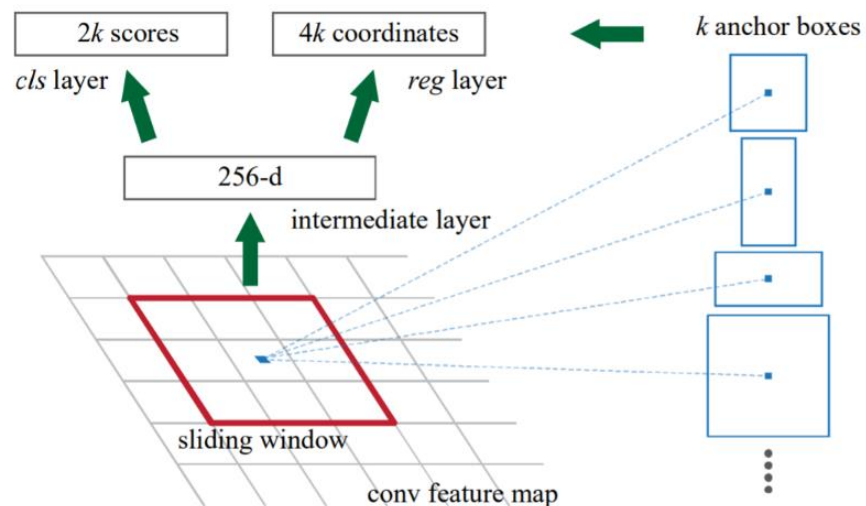 2k scores
4k coordinates
k anchor boxes
cls layer
reg layer
256-d
intermediate layer
sliding window
conv feature map